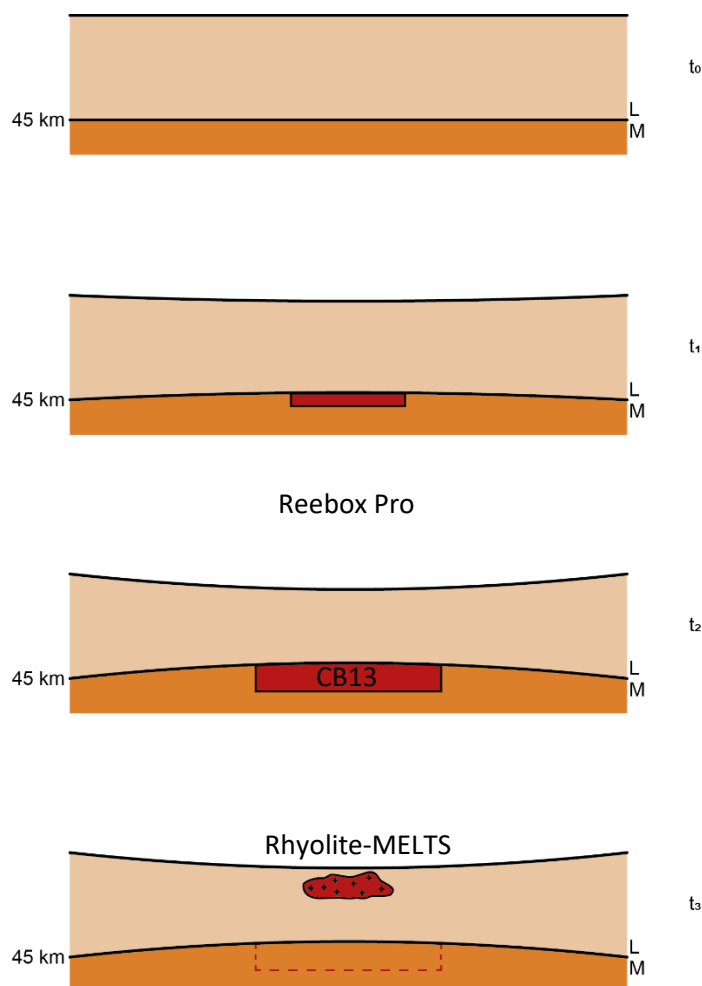 t₀
45 km
L
M
t₁
45 km
L
M
Reebox Pro
t₂
45 km
CB13
L
M
Rhyolite-MELTS
t₃
45 km
L
M